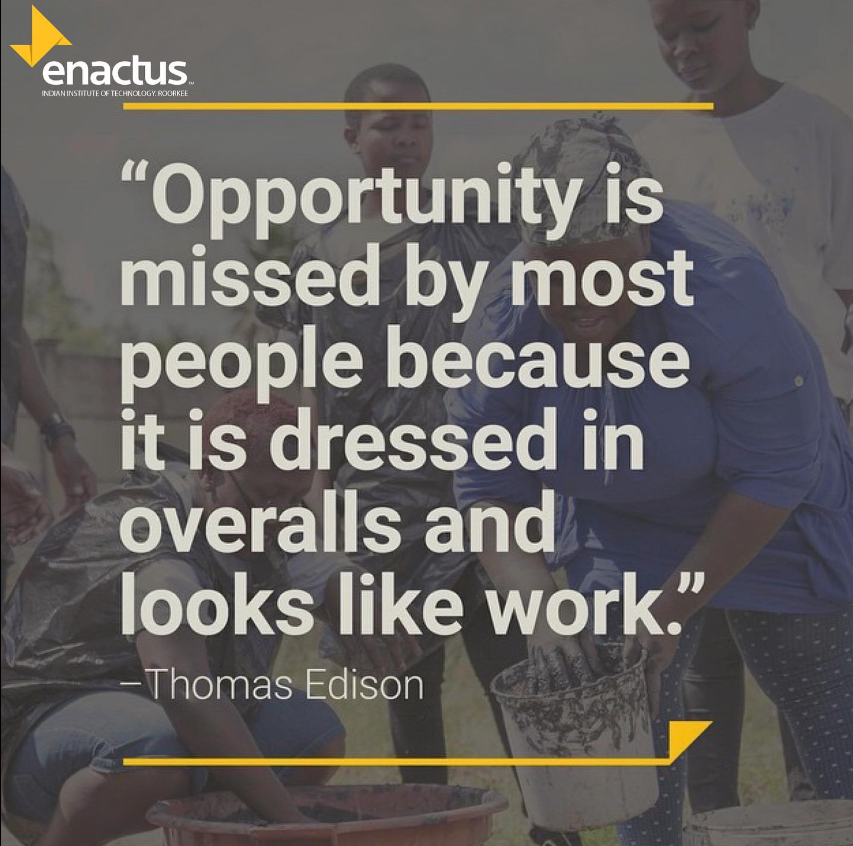 enactus™
INDIAN INSTITUTE OF TECHNOLOGY ROORKEE
“Opportunity is
missed by most
people because
it is dressed in
overalls and
looks like work.”
–Thomas Edison